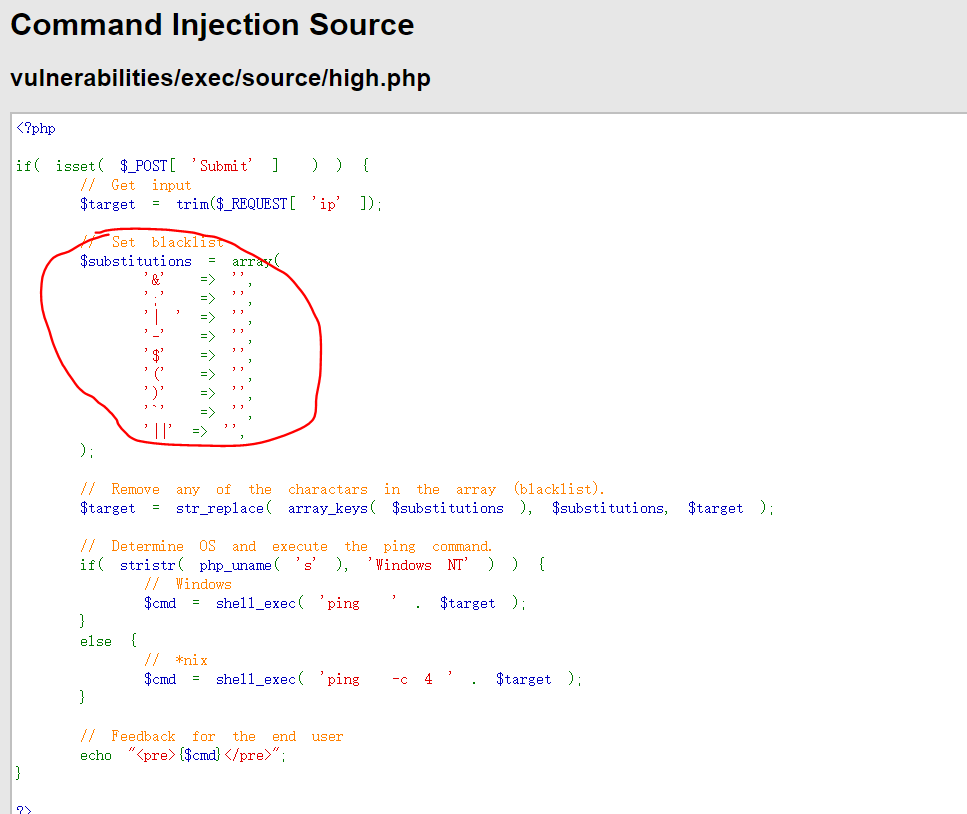 Command Injection Source
vulnerabilities/exec/source/high.php
<?php
if( isset( $_POST[ 'Submit' ] ) ) {
// Get input
$target = trim($_REQUEST[ 'ip' ]);
// Set blacklist
$substitutions = array(
'&' => '',
';' => '',
'| ' => '',
'-' => '',
'$' => '',
'(' => '',
')' => '',
'`' => '',
'||' => '',
);
// Remove any of the charactars in the array (blacklist).
$target = str_replace( array_keys( $substitutions ), $substitutions, $target );
// Determine OS and execute the ping command.
if( stristr( php_uname( 's' ), 'Windows NT' ) ) {
// Windows
$cmd = shell_exec( 'ping ' . $target );
}
else {
// *nix
$cmd = shell_exec( 'ping -c 4 ' . $target );
}
// Feedback for the end user
echo "<pre>{$cmd}</pre>";
}
?>